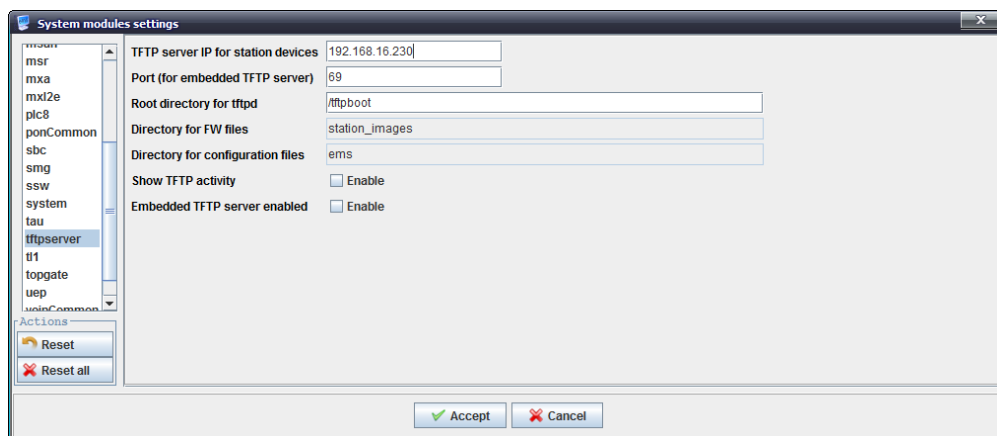 System modules settings
msan
msr
mxa
mxl2e
plc8
ponCommon
sbc
smg
ssw
system
tau
tftpserver
tl1
topgate
uep
voipCommon
Actions
Reset
Reset all
TFTP server IP for station devices 192.168.16.230
Port (for embedded TFTP server) 69
Root directory for tftpd /tftpboot
Directory for FW files station_images
Directory for configuration files ems
Show TFTP activity Enable
Embedded TFTP server enabled Enable
Accept Cancel